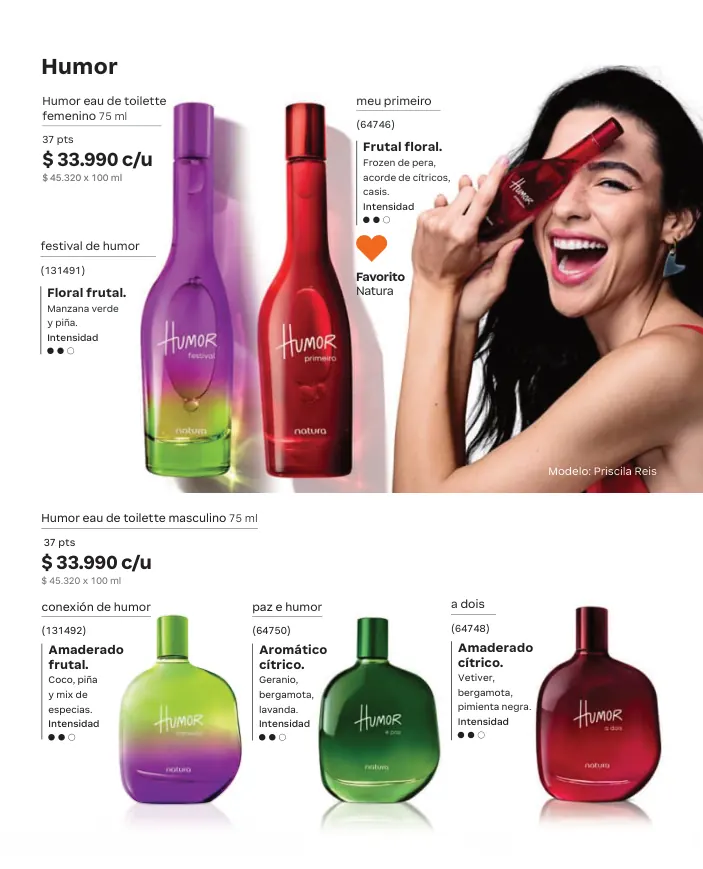 Humor
Humor eau de toilette
femenino 75 ml
37 pts
$ 33.990 c/u
$ 45.320 x 100 ml
festival de humor
(131491)
Floral frutal.
Manzana verde
y piña.
Intensidad
HUMOR
festival
natura
HUMOR
primeiro
natura
meu primeiro
(64746)
Frutal floral.
Frozen de pera,
acorde de cítricos,
casis.
Intensidad
Favorito
Natura
HUMOR
Modelo: Priscila Reis
Humor eau de toilette masculino 75 ml
37 pts
$ 33.990 c/u
$ 45.320 x 100 ml
conexión de humor
(131492)
Amaderado
frutal.
Coco, piña
y mix de
especias.
Intensidad
HUMOR
natura
paz e humor
(64750)
Aromático
cítrico.
Geranio,
bergamota,
lavanda.
Intensidad
HUMOR
e paz
natura
a dois
(64748)
Amaderado
cítrico.
Vetiver,
bergamota,
pimienta negra.
Intensidad
HUMOR
a dois
natura